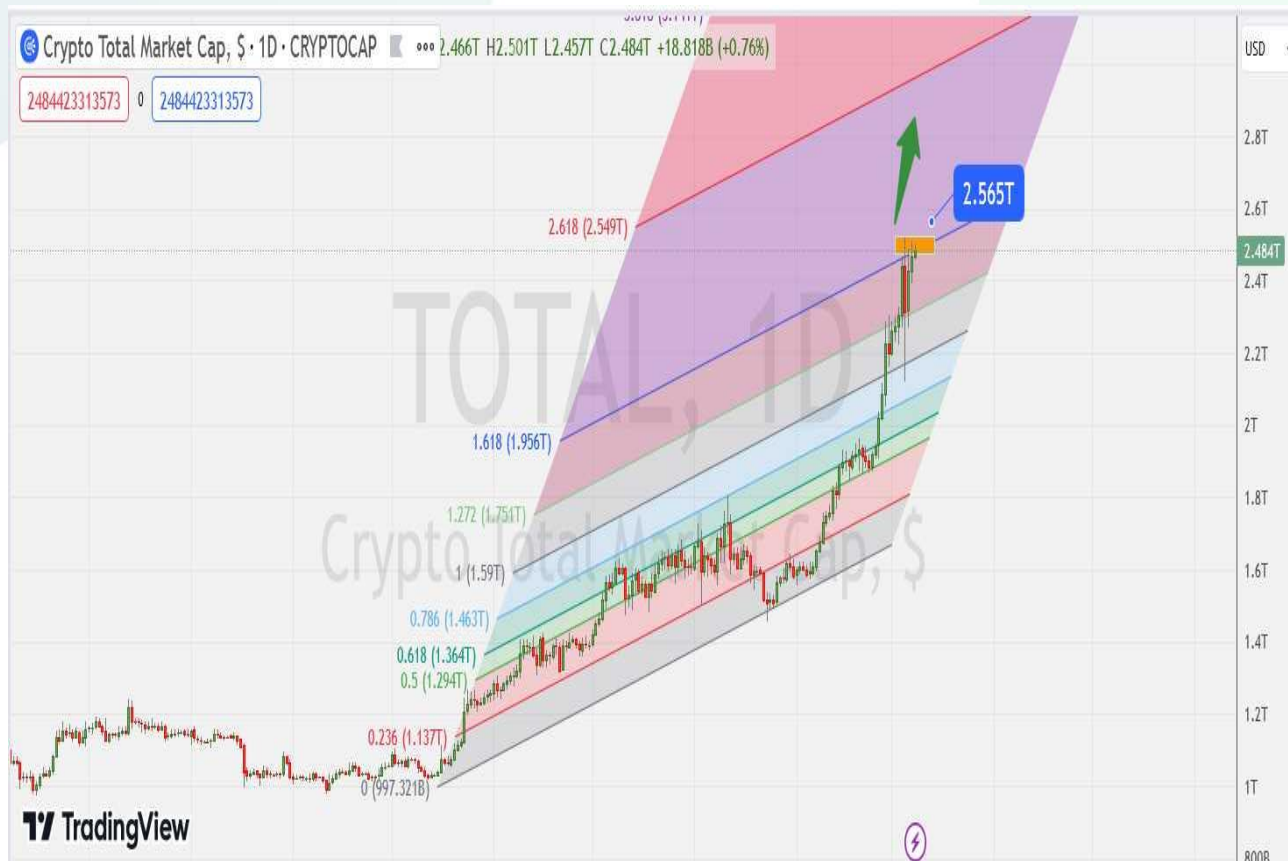 Crypto Total Market Cap, $ · 1D · CRYPTOCAP
2.466T H2.501T L2.457T C2.484T +18.818B (+0.76%)
USD
2484423313573 0 2484423313573
2.8T
2.565T
2.618 (2.549T)
2.6T
2.484T
2.4T
TOTAL, 1D
2.2T
1.618 (1.956T)
2T
1.272 (1.751T)
1.8T
Crypto Total Market Cap, $
1 (1.59T)
1.6T
0.786 (1.463T)
0.618 (1.364T)
1.4T
0.5 (1.294T)
0.236 (1.137T)
1.2T
0 (997.321B)
1T
TradingView
800B